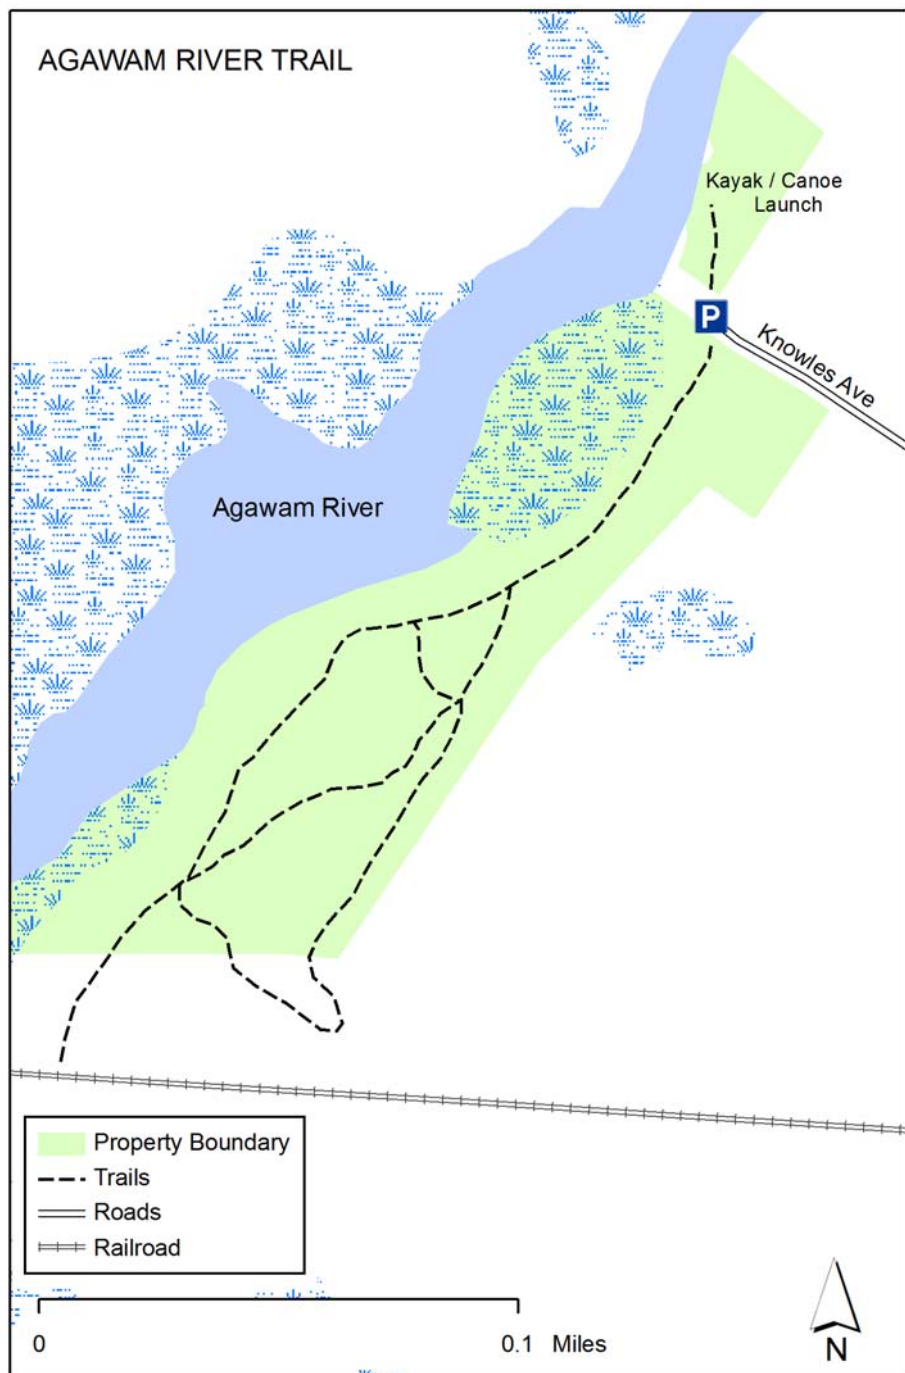 AGAWAM RIVER TRAIL
Kayak / Canoe
Launch
P
Knowles Ave
Agawam River
Property Boundary
Trails
Roads
Railroad
0 0.1 Miles
N